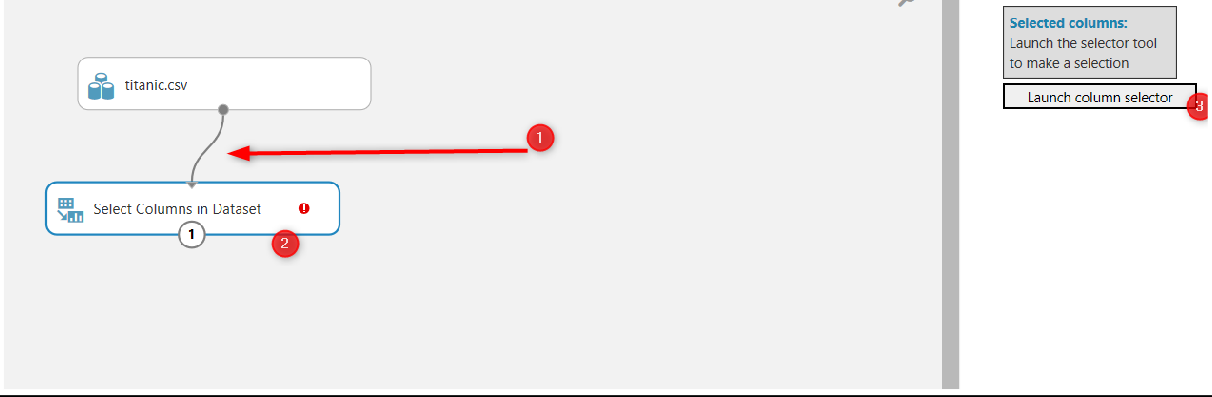 Selected columns:
Launch the selector tool
to make a selection
Launch column selector
3
titanic.csv
1
Select Columns in Dataset
!
1
2